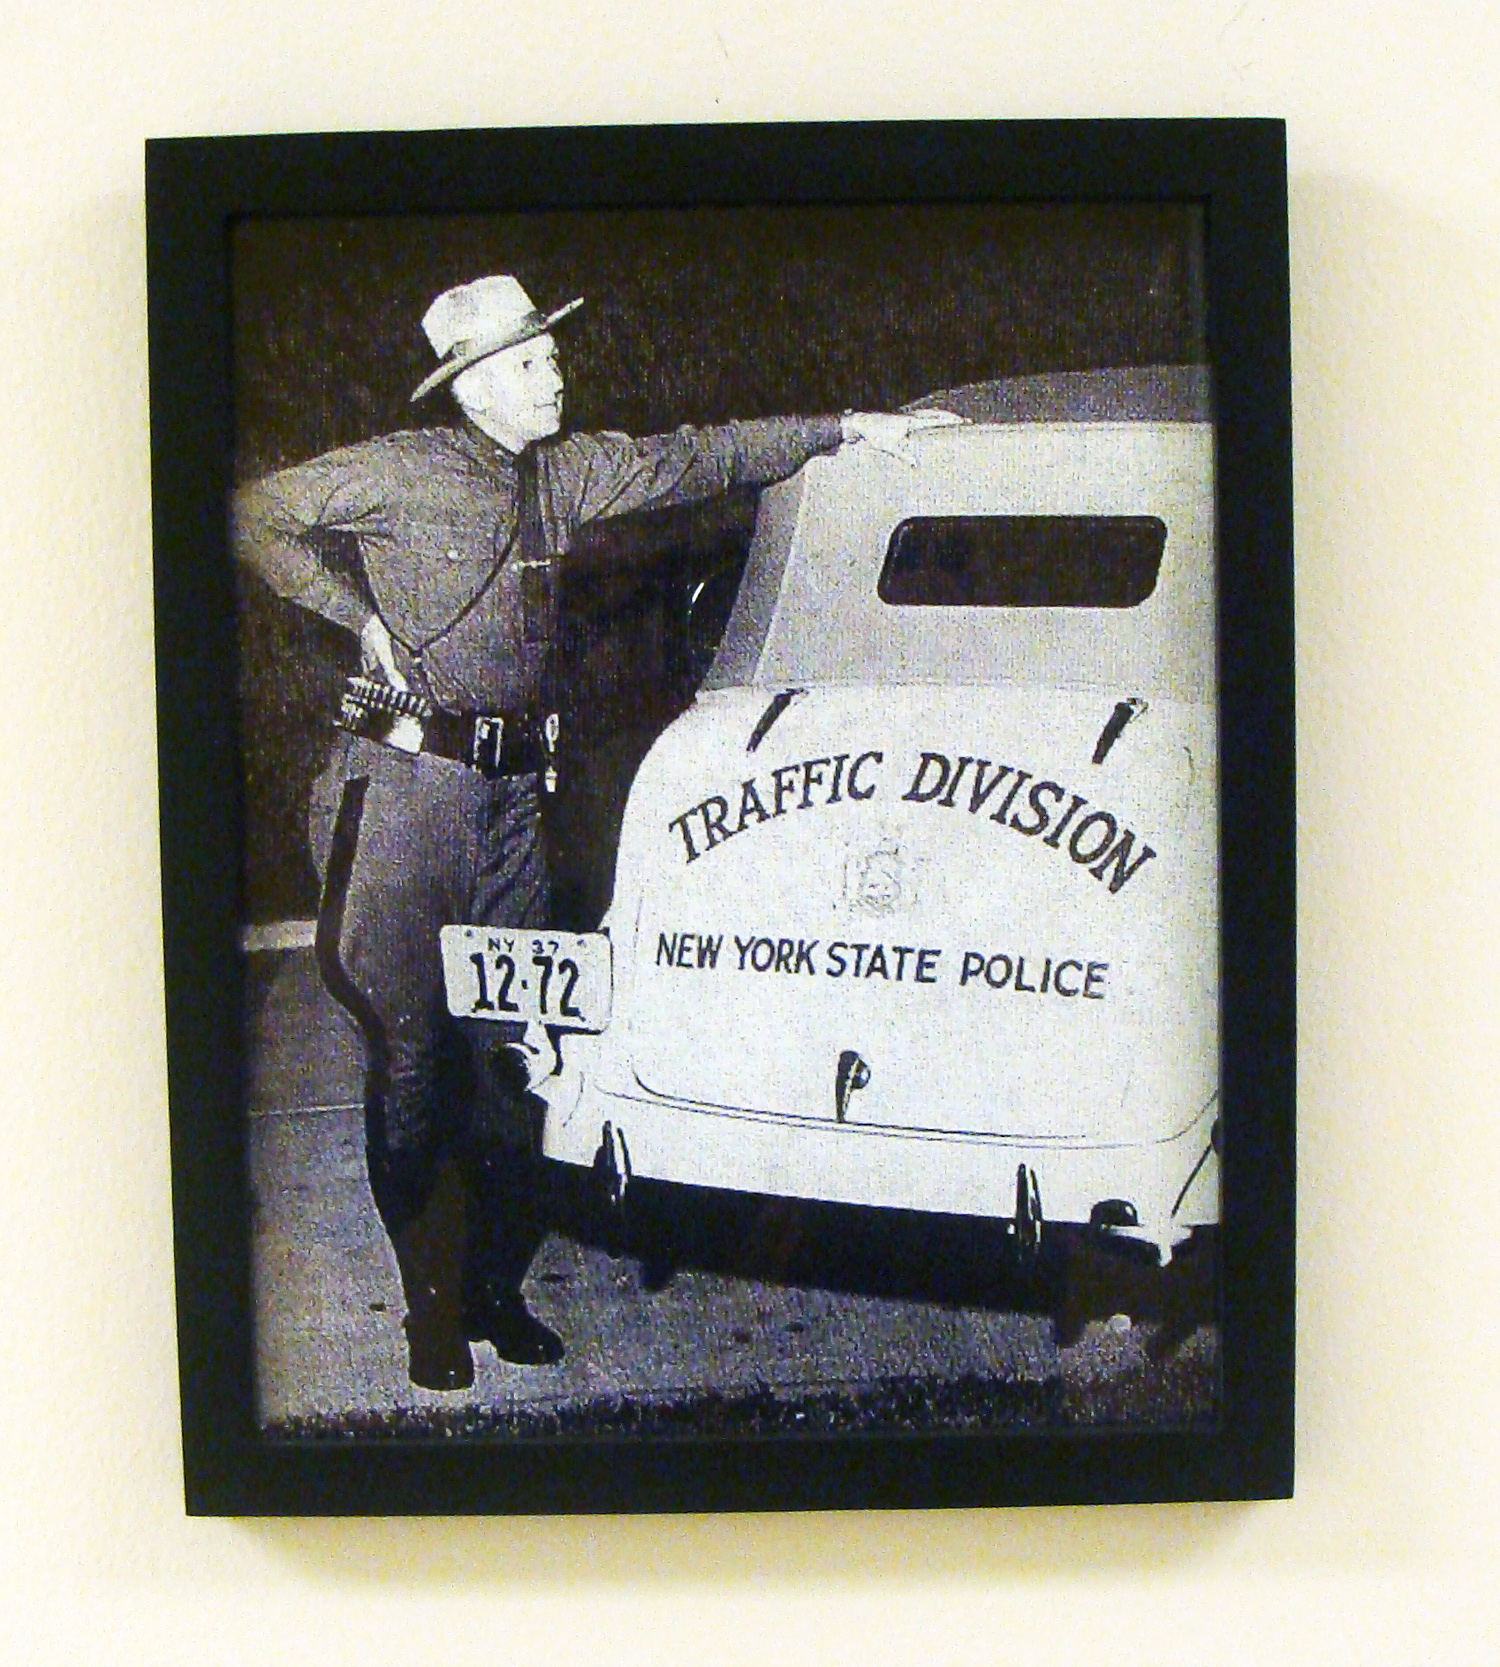 TRAFFIC DIVISION
NEW YORK STATE POLICE
NY 37
12·72